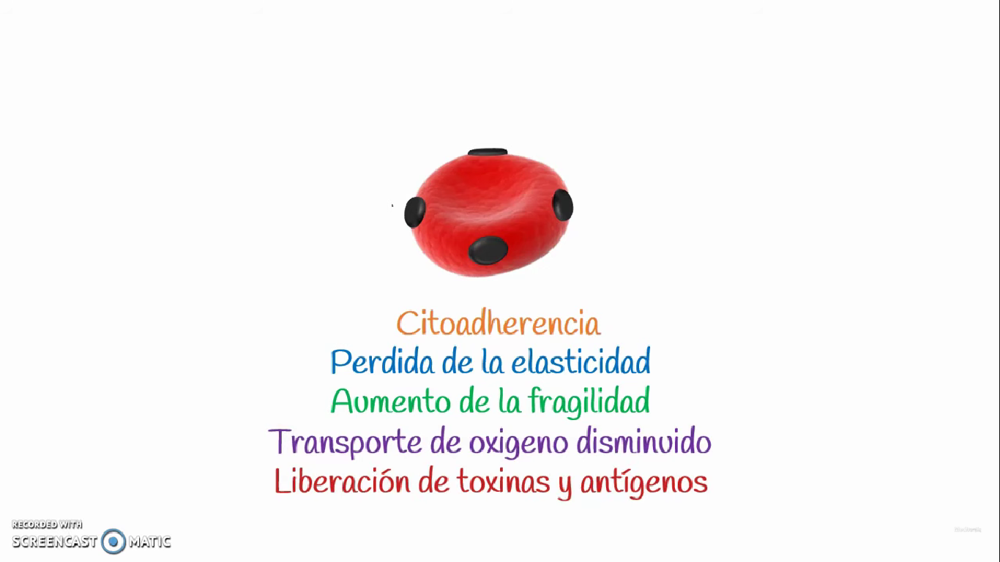 Citoadherencia
Perdida de la elasticidad
Aumento de la fragilidad
Transporte de oxigeno disminuido
Liberación de toxinas y antígenos
RECORDED WITH
SCREENCAST MATIC